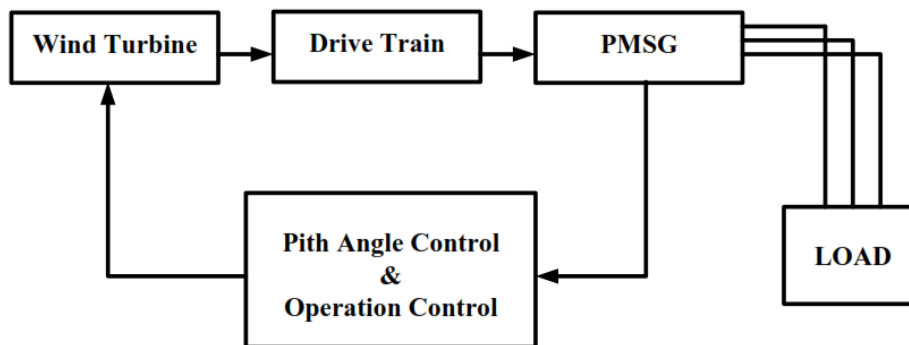 Wind Turbine
Drive Train
PMSG
Pith Angle Control
&
Operation Control
LOAD